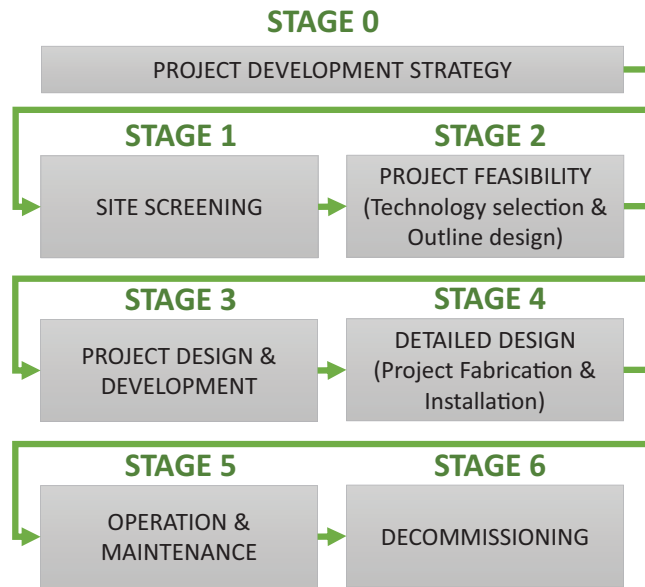 STAGE 0
PROJECT DEVELOPMENT STRATEGY
STAGE 1
SITE SCREENING
STAGE 2
PROJECT FEASIBILITY
(Technology selection &
Outline design)
STAGE 3
PROJECT DESIGN &
DEVELOPMENT
STAGE 4
DETAILED DESIGN
(Project Fabrication &
Installation)
STAGE 5
OPERATION &
MAINTENANCE
STAGE 6
DECOMMISSIONING